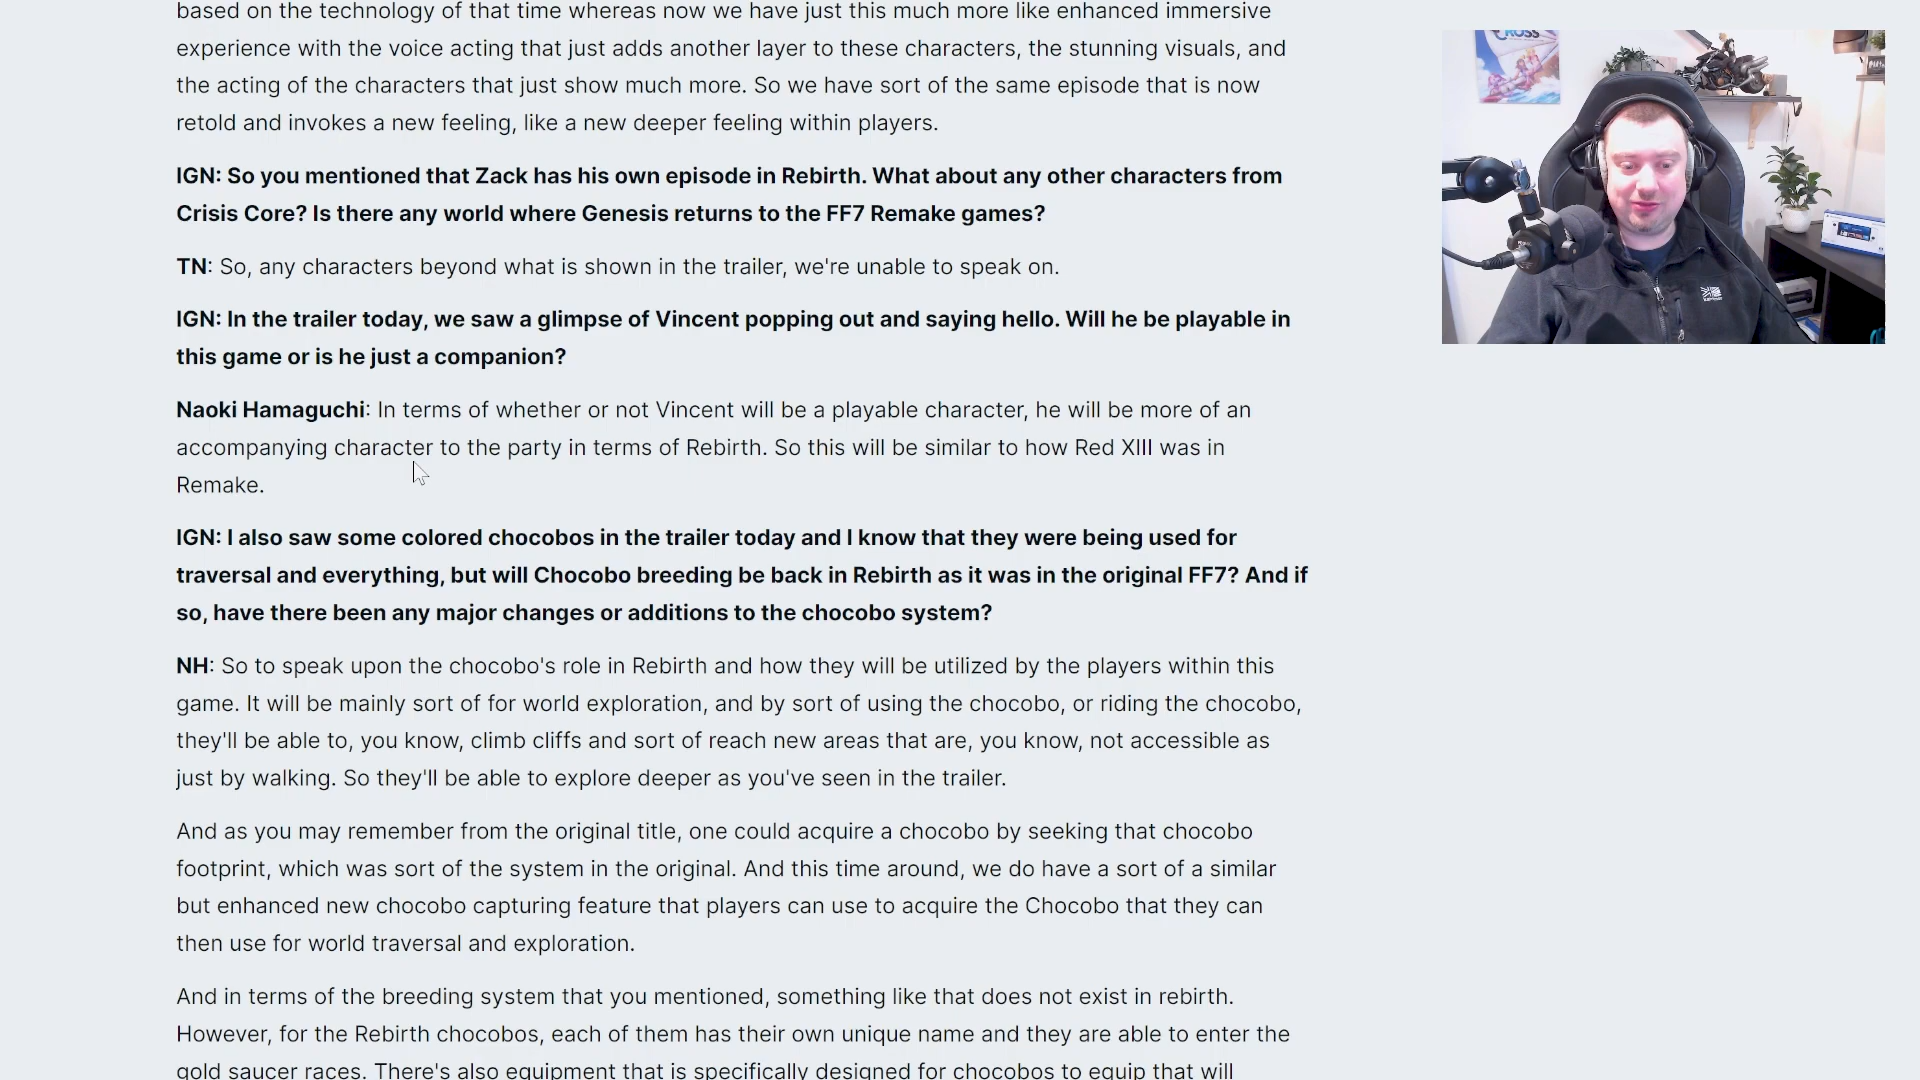 based on the technology of that time whereas now we have just this much more like enhanced immersive
experience with the voice acting that just adds another layer to these characters, the stunning visuals, and
the acting of the characters that just show much more. So we have sort of the same episode that is now
retold and invokes a new feeling, like a new deeper feeling within players.
IGN: So you mentioned that Zack has his own episode in Rebirth. What about any other characters from
Crisis Core? Is there any world where Genesis returns to the FF7 Remake games?
TN: So, any characters beyond what is shown in the trailer, we're unable to speak on.
IGN: In the trailer today, we saw a glimpse of Vincent popping out and saying hello. Will he be playable in
this game or is he just a companion?
Naoki Hamaguchi: In terms of whether or not Vincent will be a playable character, he will be more of an
accompanying character to the party in terms of Rebirth. So this will be similar to how Red XIII was in
Remake.
IGN: I also saw some colored chocobos in the trailer today and I know that they were being used for
traversal and everything, but will Chocobo breeding be back in Rebirth as it was in the original FF7? And if
so, have there been any major changes or additions to the chocobo system?
NH: So to speak upon the chocobo's role in Rebirth and how they will be utilized by the players within this
game. It will be mainly sort of for world exploration, and by sort of using the chocobo, or riding the chocobo,
they'll be able to, you know, climb cliffs and sort of reach new areas that are, you know, not accessible as
just by walking. So they'll be able to explore deeper as you've seen in the trailer.
And as you may remember from the original title, one could acquire a chocobo by seeking that chocobo
footprint, which was sort of the system in the original. And this time around, we do have a sort of a similar
but enhanced new chocobo capturing feature that players can use to acquire the Chocobo that they can
then use for world traversal and exploration.
And in terms of the breeding system that you mentioned, something like that does not exist in rebirth.
However, for the Rebirth chocobos, each of them has their own unique name and they are able to enter the
gold saucer races. There's also equipment that is specifically designed for chocobos to equip that will